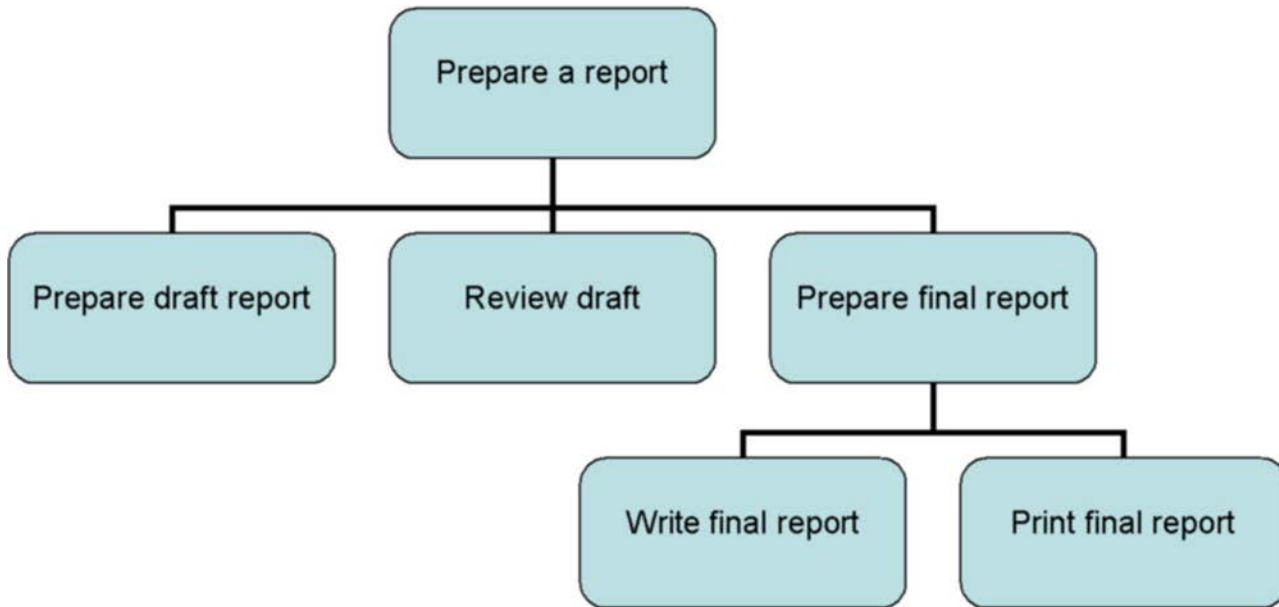 Prepare a report
Prepare draft report
Review draft
Prepare final report
Write final report
Print final report